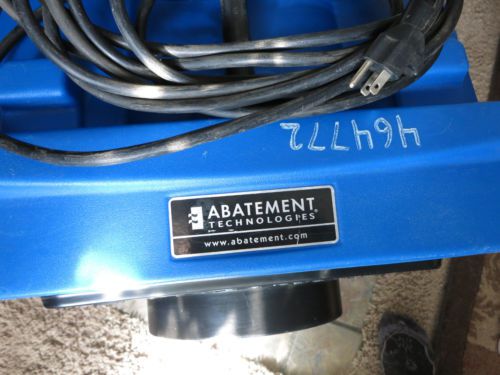 464772
ABATEMENT®
TECHNOLOGIES
www.abatement.com